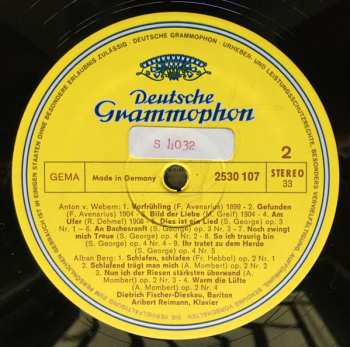 DEUTSCHE GRAMMOPHON
Deutsche
Grammophon
S 1,032
GEMA
Made in Germany
2530 107
2
STEREO
33
Anton v. Webern: 1. Vorfrühling (F. Avenarius) 1899 - 2. Gefunden
(F. Avenarius) 1904 - 3. Bild der Liebe (M. Greif) 1904 - 4. Am
Ufer (R. Dehmel) 1908 - 5. Dies ist ein Lied (S. George) op. 3
Nr. 1 - 6. An Bachesranft (S. George) op. 3 Nr. 3 - 7. Noch zwingt
mich Treue (S. George) op. 4 Nr. 2 - 8. So ich traurig bin
(S. George) op. 4 Nr. 4 - 9. Ihr tratet zu dem Herde
(S. George) op. 4 Nr. 5
Alban Berg: 1. Schlafen, schlafen (Fr. Hebbel) op. 2 Nr. 1
2. Schlafend trägt man mich (A. Mombert) op. 2 Nr. 2
3. Nun ich der Riesen stärksten überwand (A.
Mombert) op. 2 Nr. 3 - 4. Warm die Lüfte
(A. Mombert) op. 2 Nr. 4
Dietrich Fischer-Dieskau, Bariton
Aribert Reimann, Klavier